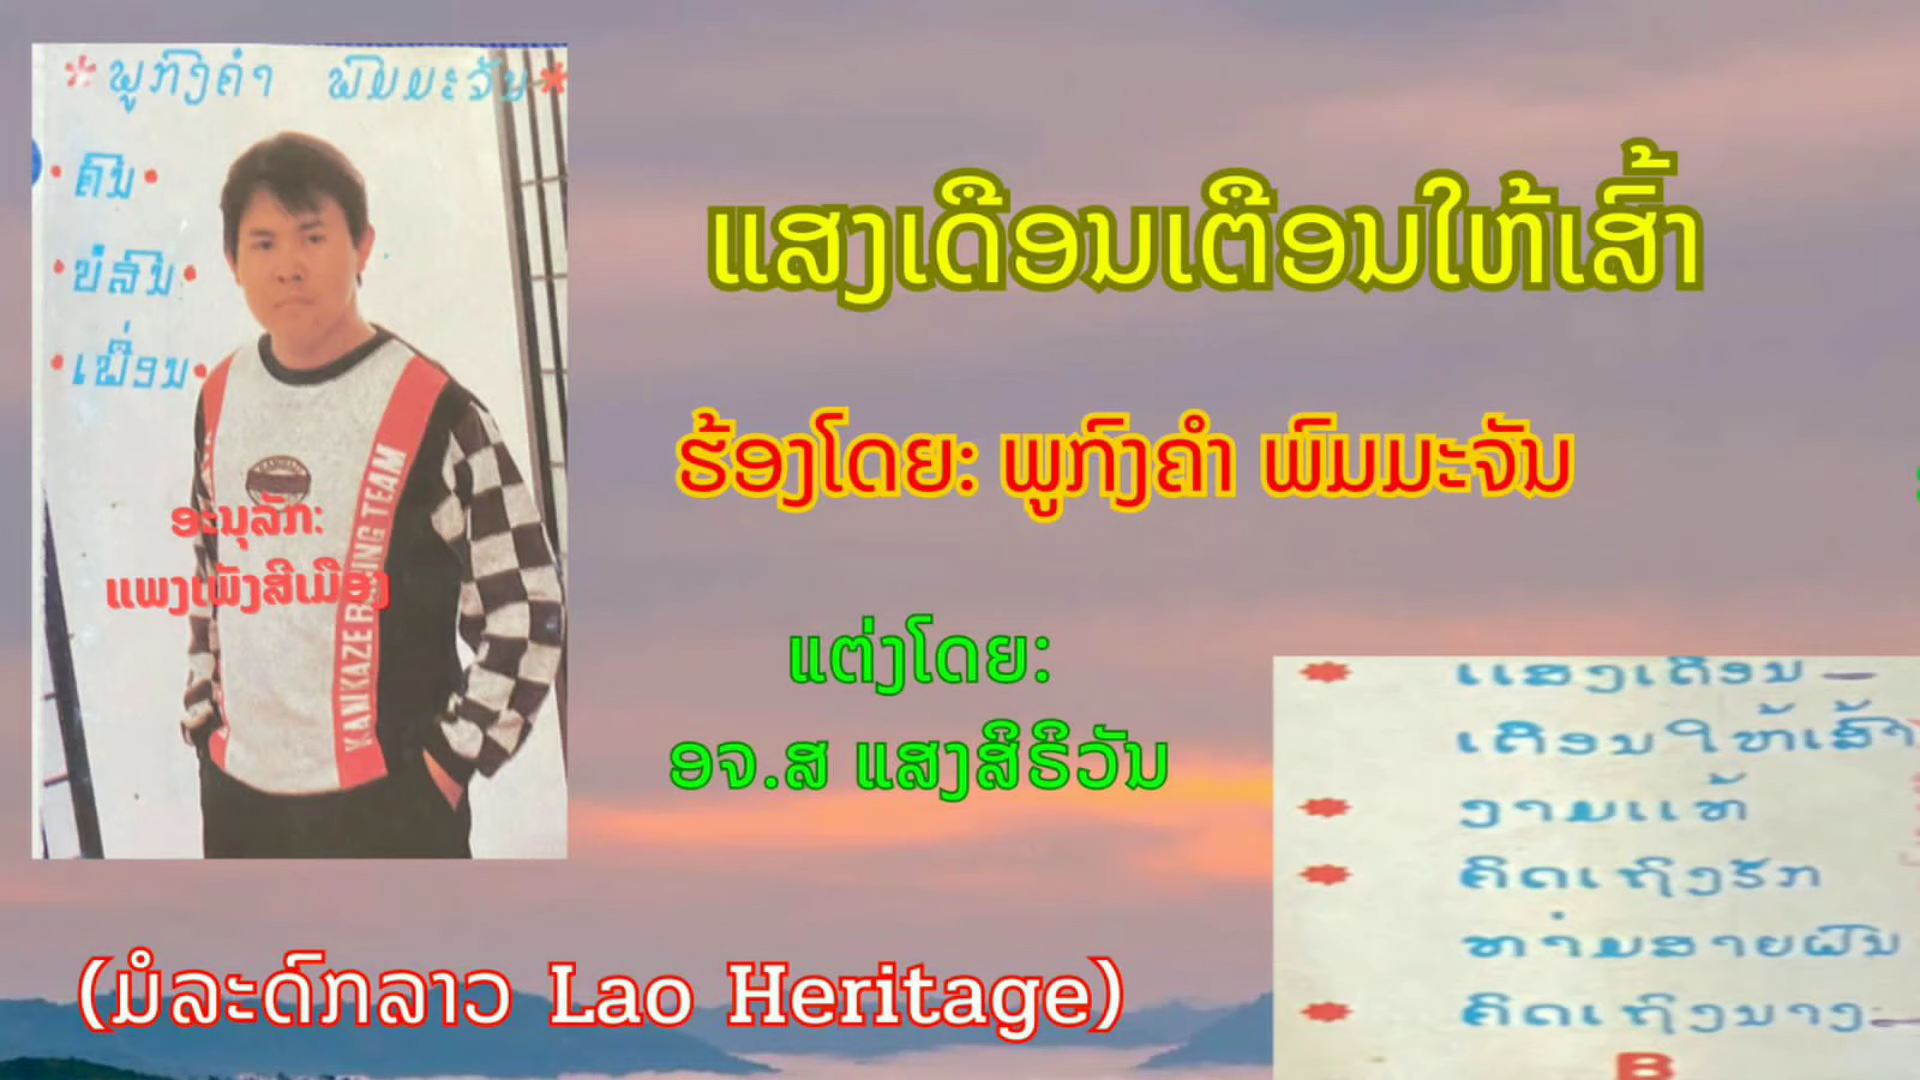 * ພູກົງຄຳ ພົມມະຈັນ *
• ຄົນ •
• ບໍ່ສົນ •
• ເພື່ອນ •
KANKAZE RACING TEAM
ອະນຸລັກ:
ແພງເພັງສີເມືອງ
ແສງເດືອນເຕືອນໃຫ້ເສົ້າ
ຮ້ອງໂດຍ: ພູກົງຄຳ ພົມມະຈັນ
ແຕ່ງໂດຍ:
ອຈ.ສ ແສງສິຣິວັນ
ແສງເດືອນ
ເຕືອນໃຫ້ເສົ້າ
ງາມແທ້
ຄິດເຖິງຮັກ
ທ່າມສາຍຝົນ
ຄິດເຖິງນາງ
B
(ມໍລະດົກລາວ Lao Heritage)